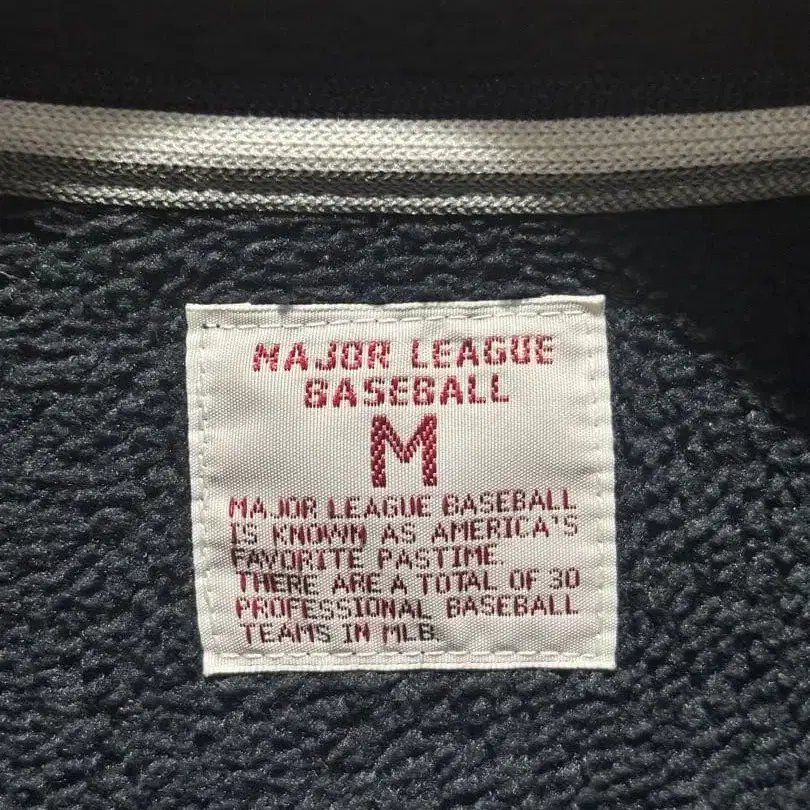 MAJOR LEAGUE
BASEBALL
M
MAJOR LEAGUE BASEBALL
IS KNOWN AS AMERICA'S
FAVORITE PASTIME.
THERE ARE A TOTAL OF 30
PROFESSIONAL BASEBALL
TEAMS IN MLB.